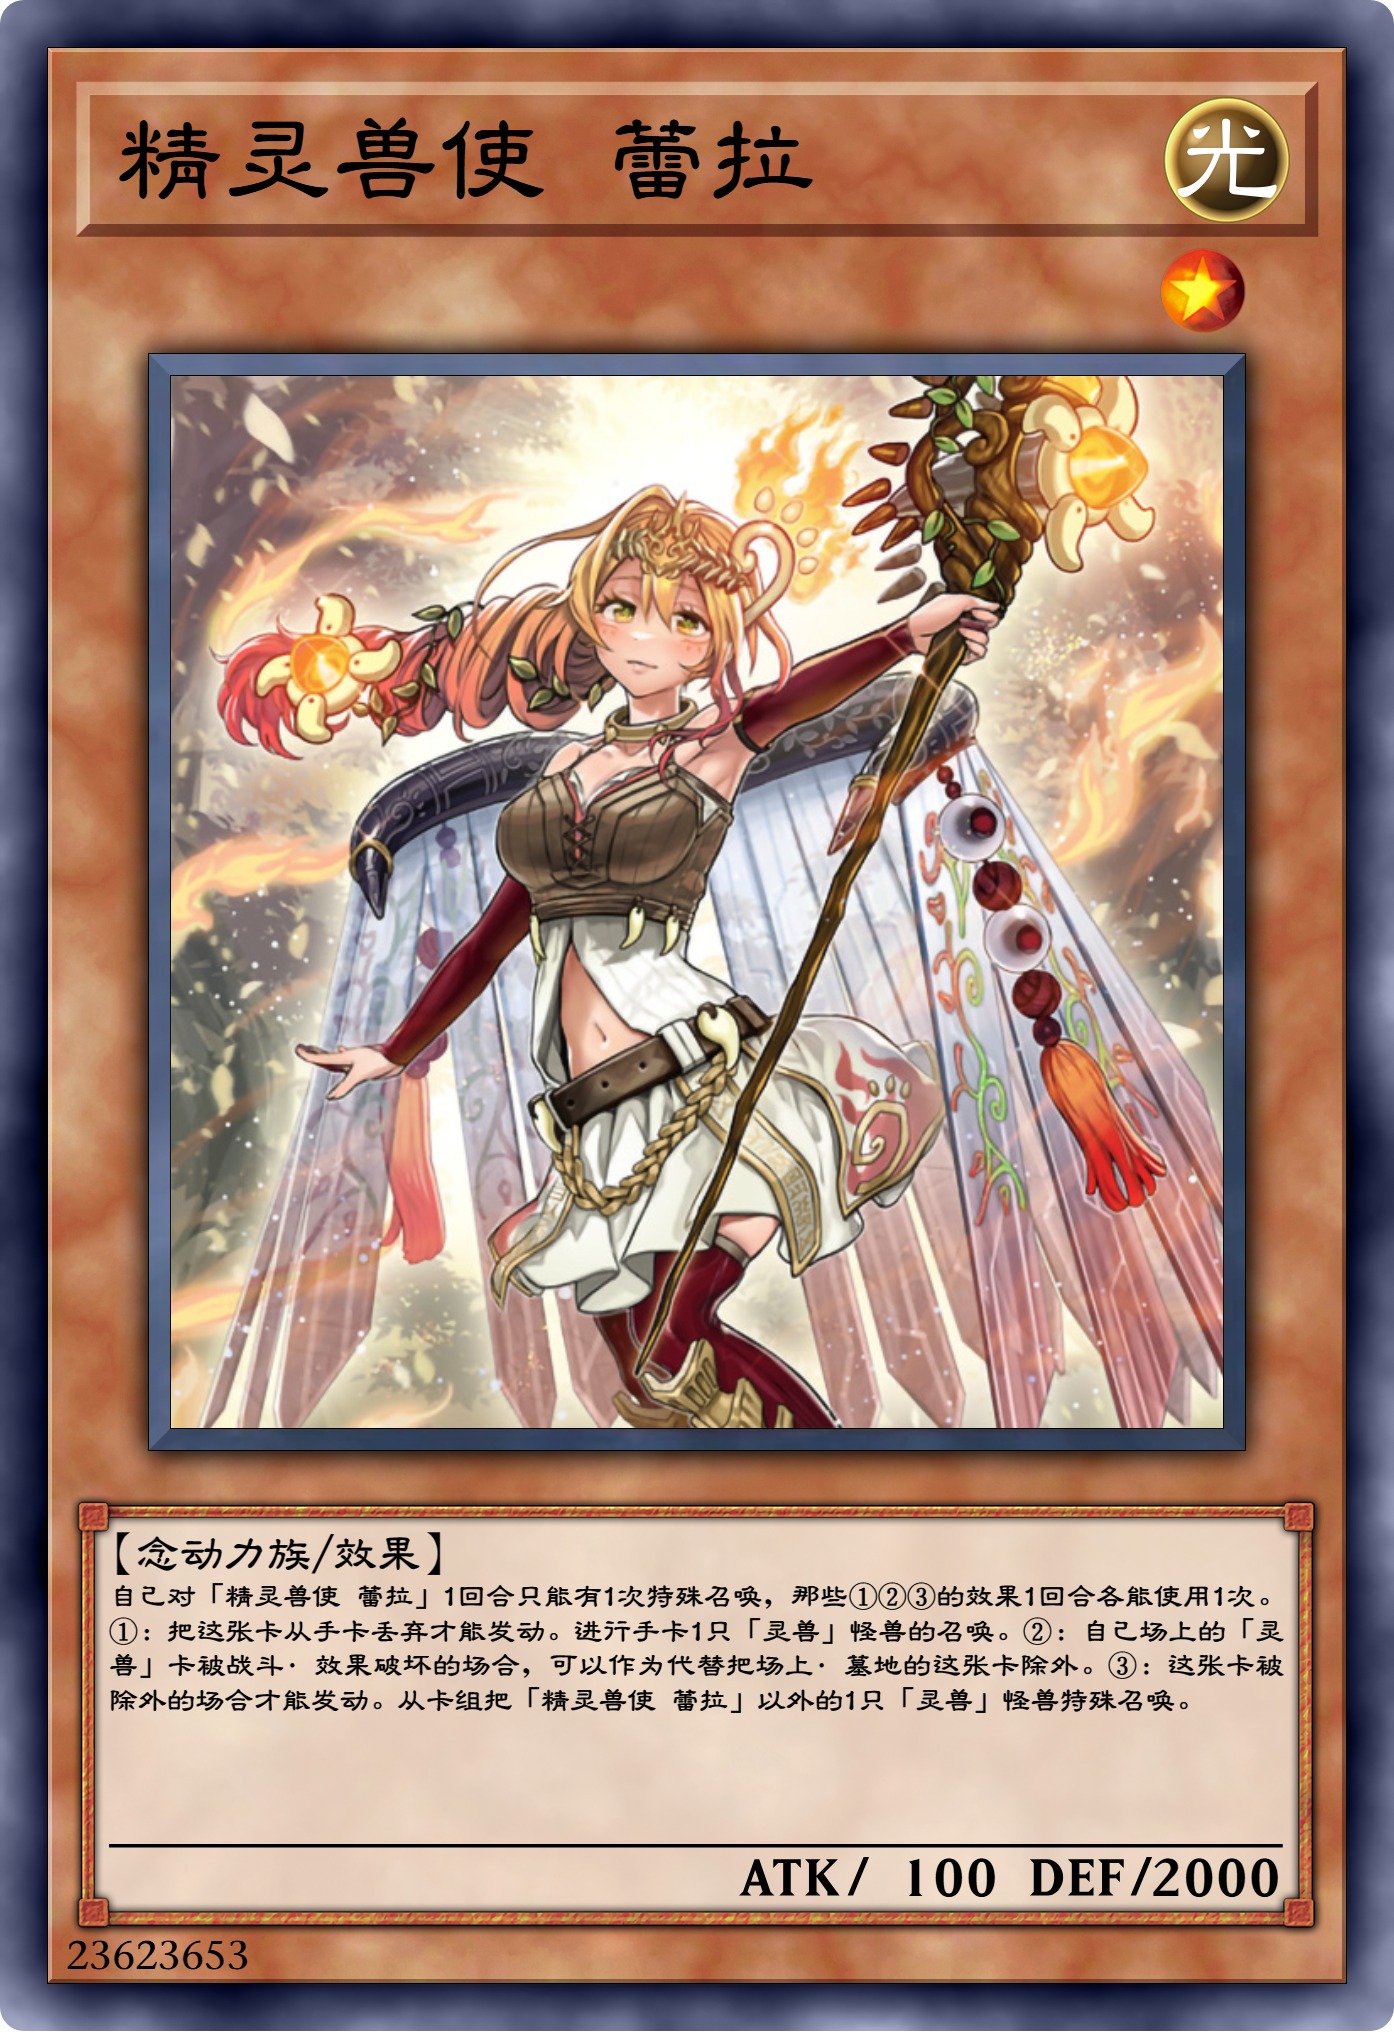 精灵兽使 蕾拉
光
【念动力族/效果】
自己对「精灵兽使 蕾拉」1回合只能有1次特殊召唤，那些①②③的效果1回合各能使用1次。
①：把这张卡从手卡丢弃才能发动。进行手卡1只「灵兽」怪兽的召唤。②：自己场上的「灵
兽」卡被战斗·效果破坏的场合，可以作为代替把场上·墓地的这张卡除外。③：这张卡被
除外的场合才能发动。从卡组把「精灵兽使 蕾拉」以外的1只「灵兽」怪兽特殊召唤。
ATK/ 100 DEF/2000
23623653